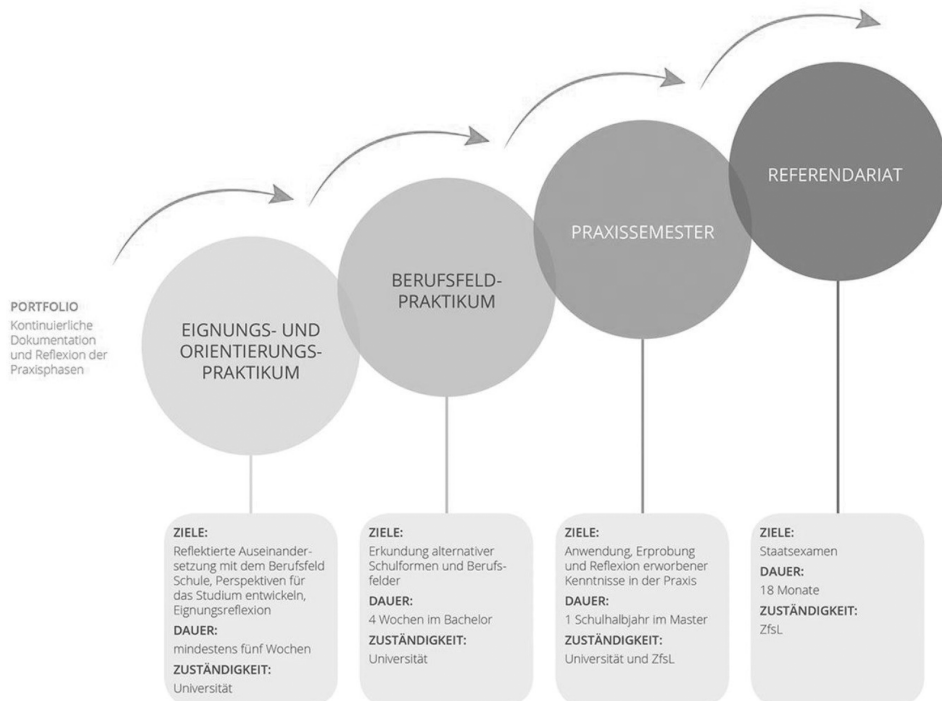 PORTFOLIO
Kontinuierliche
Dokumentation
und Reflexion der
Praxisphasen
EIGNUNGS- UND
ORIENTIERUNGS-
PRAKTIKUM
BERUFSFELD-
PRAKTIKUM
PRAXISSEMESTER
REFERENDARIAT
ZIELE:
Reflektierte Auseinander-
setzung mit dem Berufsfeld
Schule, Perspektiven für
das Studium entwickeln,
Eignungsreflexion
DAUER:
mindestens fünf Wochen
ZUSTÄNDIGKEIT:
Universität
ZIELE:
Erkundung alternativer
Schulformen und Berufs-
felder
DAUER:
4 Wochen im Bachelor
ZUSTÄNDIGKEIT:
Universität
ZIELE:
Anwendung, Erprobung
und Reflexion erworbener
Kenntnisse in der Praxis
DAUER:
1 Schulhalbjahr im Master
ZUSTÄNDIGKEIT:
Universität und ZfsL
ZIELE:
Staatsexamen
DAUER:
18 Monate
ZUSTÄNDIGKEIT:
ZfsL